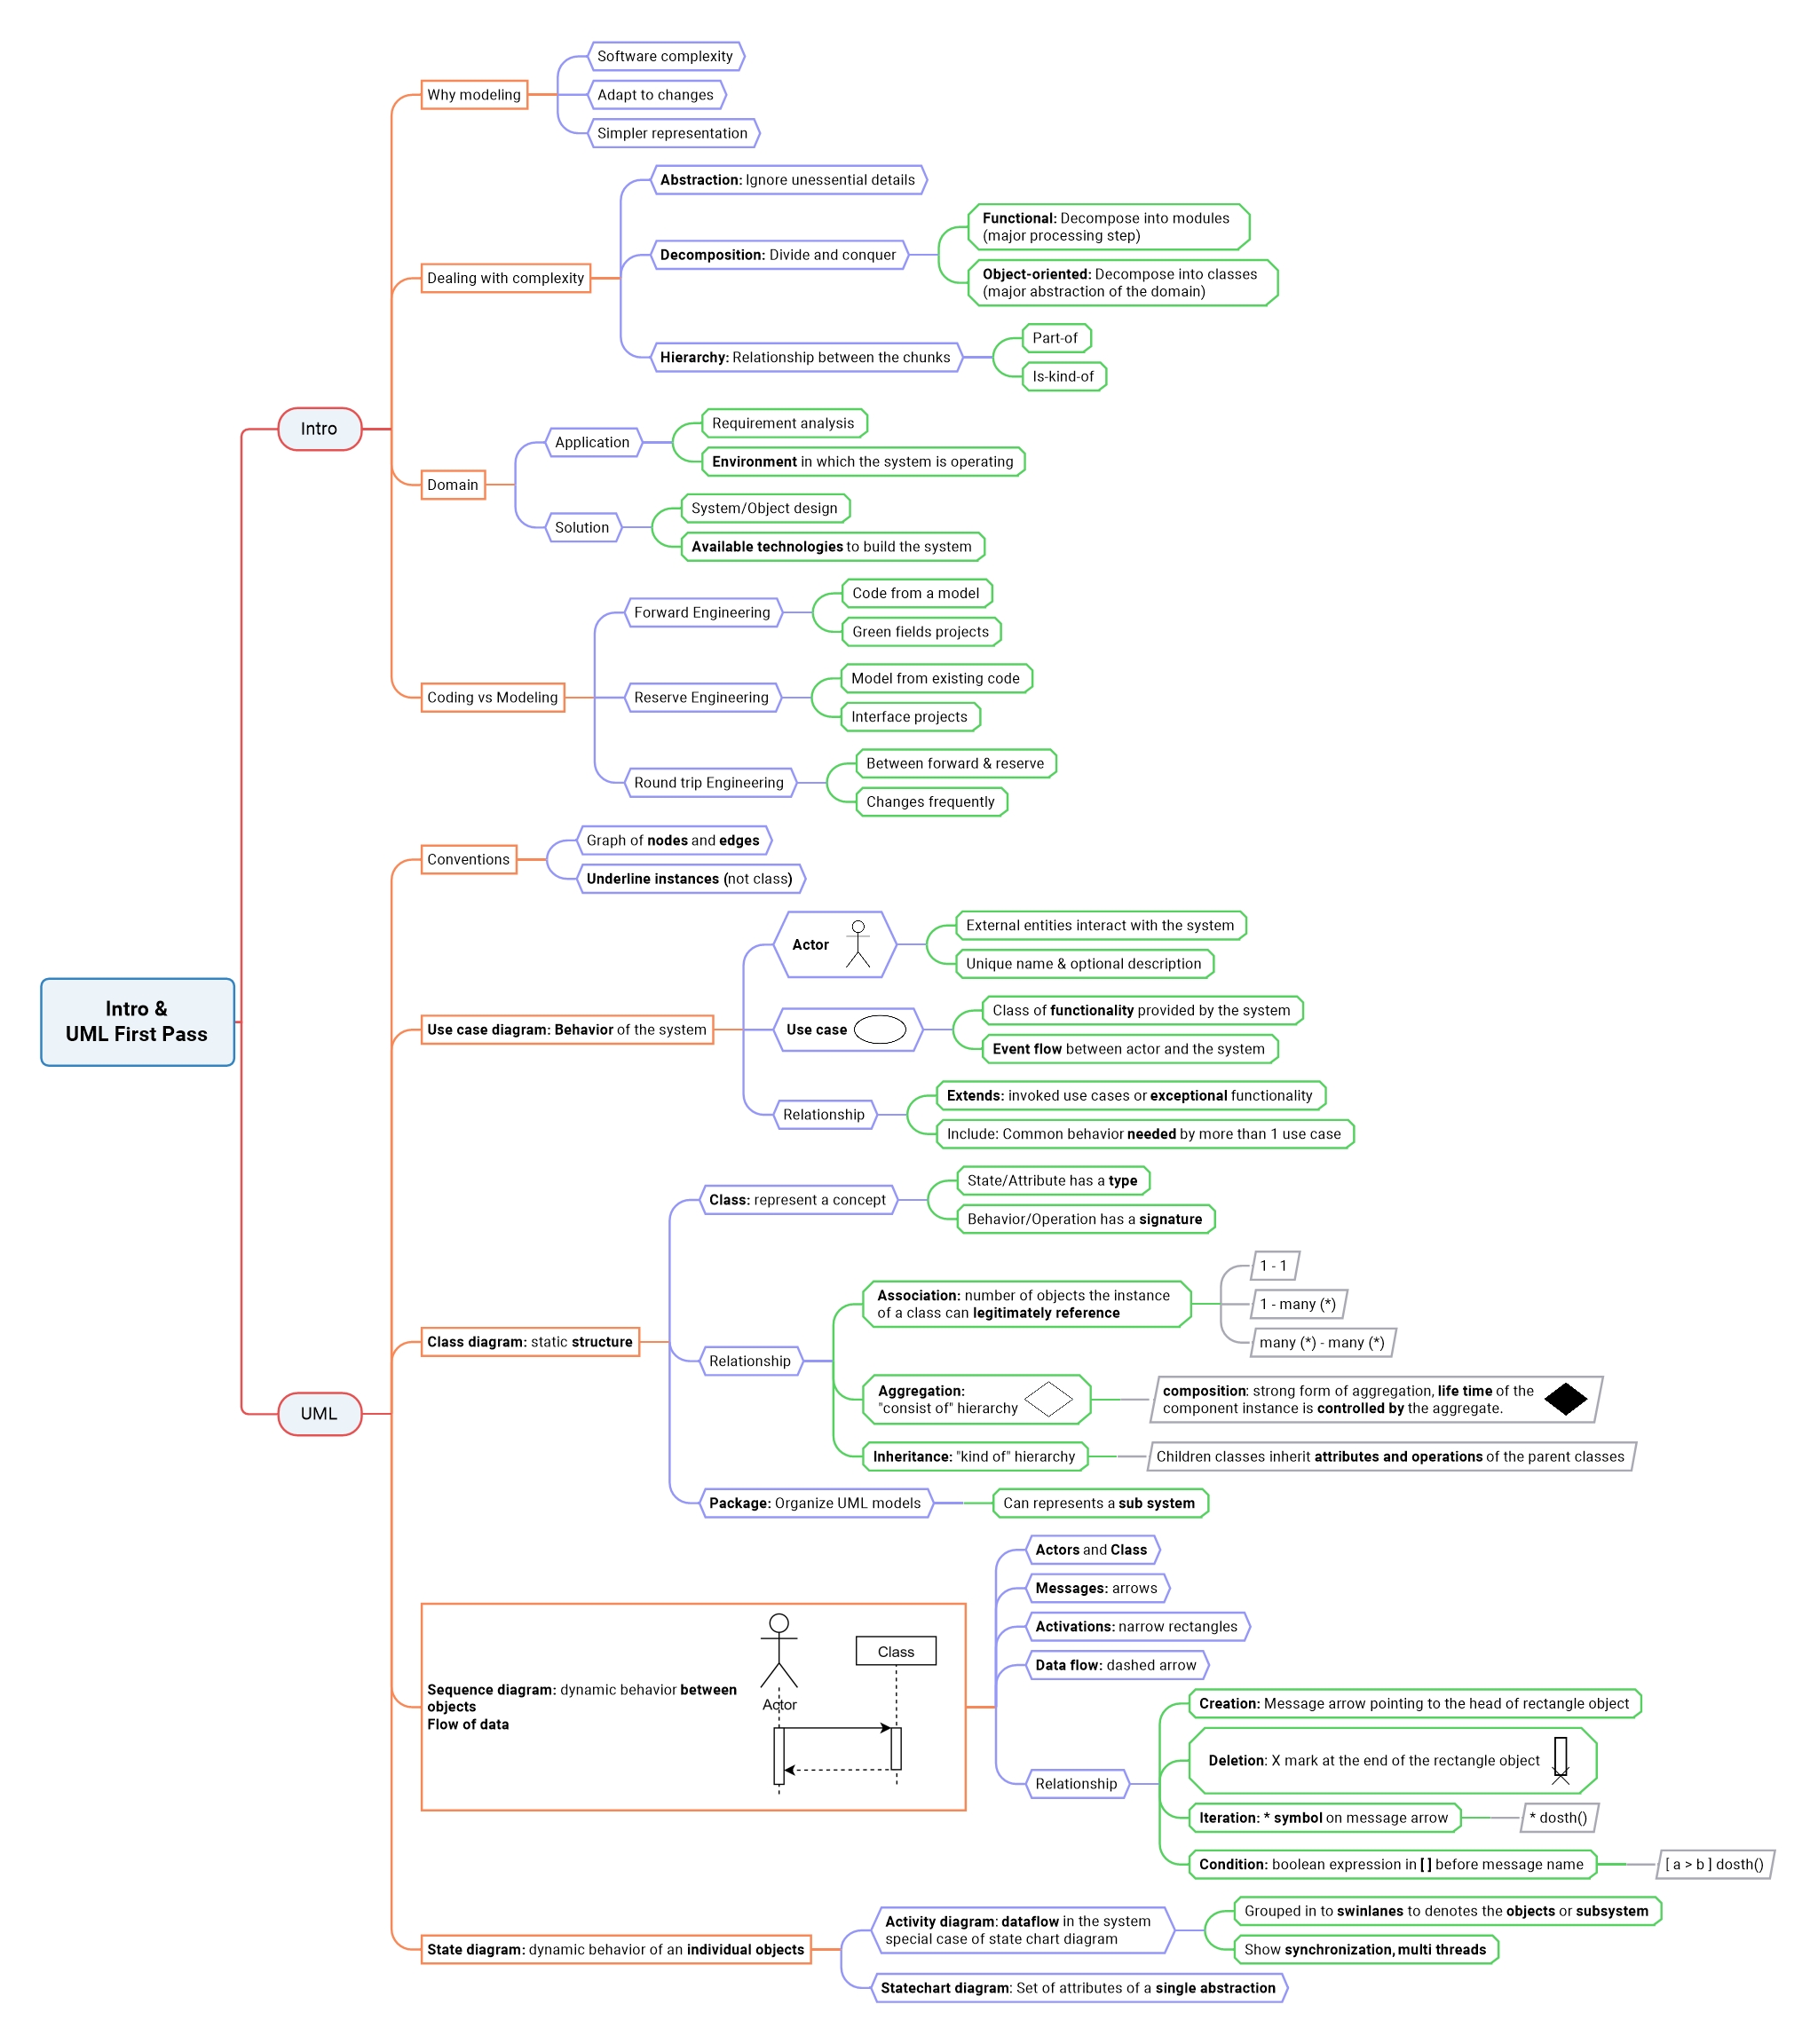 Intro &
UML First Pass
Intro
Why modeling
Software complexity
Adapt to changes
Simpler representation
Dealing with complexity
Abstraction: Ignore unessential details
Decomposition: Divide and conquer
Functional: Decompose into modules
(major processing step)
Object-oriented: Decompose into classes
(major abstraction of the domain)
Hierarchy: Relationship between the chunks
Part-of
Is-kind-of
Domain
Application
Requirement analysis
Environment in which the system is operating
Solution
System/Object design
Available technologies to build the system
Coding vs Modeling
Forward Engineering
Code from a model
Green fields projects
Reserve Engineering
Model from existing code
Interface projects
Round trip Engineering
Between forward & reserve
Changes frequently
UML
Conventions
Graph of nodes and edges
Underline instances (not class)
Use case diagram: Behavior of the system
Actor
External entities interact with the system
Unique name & optional description
Use case
Class of functionality provided by the system
Event flow between actor and the system
Relationship
Extends: invoked use cases or exceptional functionality
Include: Common behavior needed by more than 1 use case
Class diagram: static structure
Class: represent a concept
State/Attribute has a type
Behavior/Operation has a signature
Relationship
Association: number of objects the instance
of a class can legitimately reference
1 - 1
1 - many (*)
many (*) - many (*)
Aggregation:
"consist of" hierarchy
composition: strong form of aggregation, life time of the
component instance is controlled by the aggregate.
Inheritance: "kind of" hierarchy
Children classes inherit attributes and operations of the parent classes
Package: Organize UML models
Can represents a sub system
Sequence diagram: dynamic behavior between
objects
Flow of data
Actor
Class
Actors and Class
Messages: arrows
Activations: narrow rectangles
Data flow: dashed arrow
Relationship
Creation: Message arrow pointing to the head of rectangle object
Deletion: X mark at the end of the rectangle object
Iteration: * symbol on message arrow
* dosth()
Condition: boolean expression in [ ] before message name
[ a > b ] dosth()
State diagram: dynamic behavior of an individual objects
Activity diagram: dataflow in the system
special case of state chart diagram
Grouped in to swinlanes to denotes the objects or subsystem
Show synchronization, multi threads
Statechart diagram: Set of attributes of a single abstraction